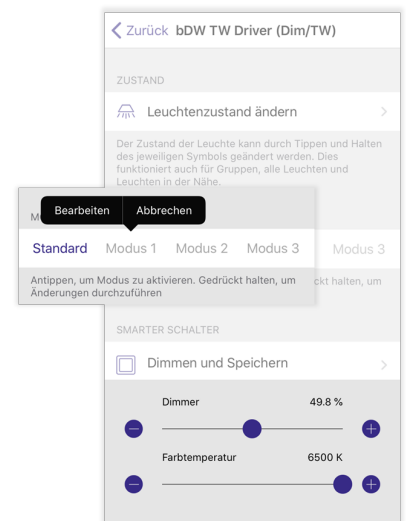 Zurück bDW TW Driver (Dim/TW)
ZUSTAND
Leuchtenzustand ändern
Der Zustand der Leuchte kann durch Tippen und Halten
des jeweiligen Symbols geändert werden. Dies
funktioniert auch für Gruppen, alle Leuchten und
Leuchten in der Nähe.
Bearbeiten Abbrechen
Standard Modus 1 Modus 2 Modus 3 Modus 3
Antippen, um Modus zu aktivieren. Gedrückt halten, um
Änderungen durchzuführen
ckt halten, um
SMARTER SCHALTER
Dimmen und Speichern
Dimmer 49.8 %
Farbtemperatur 6500 K